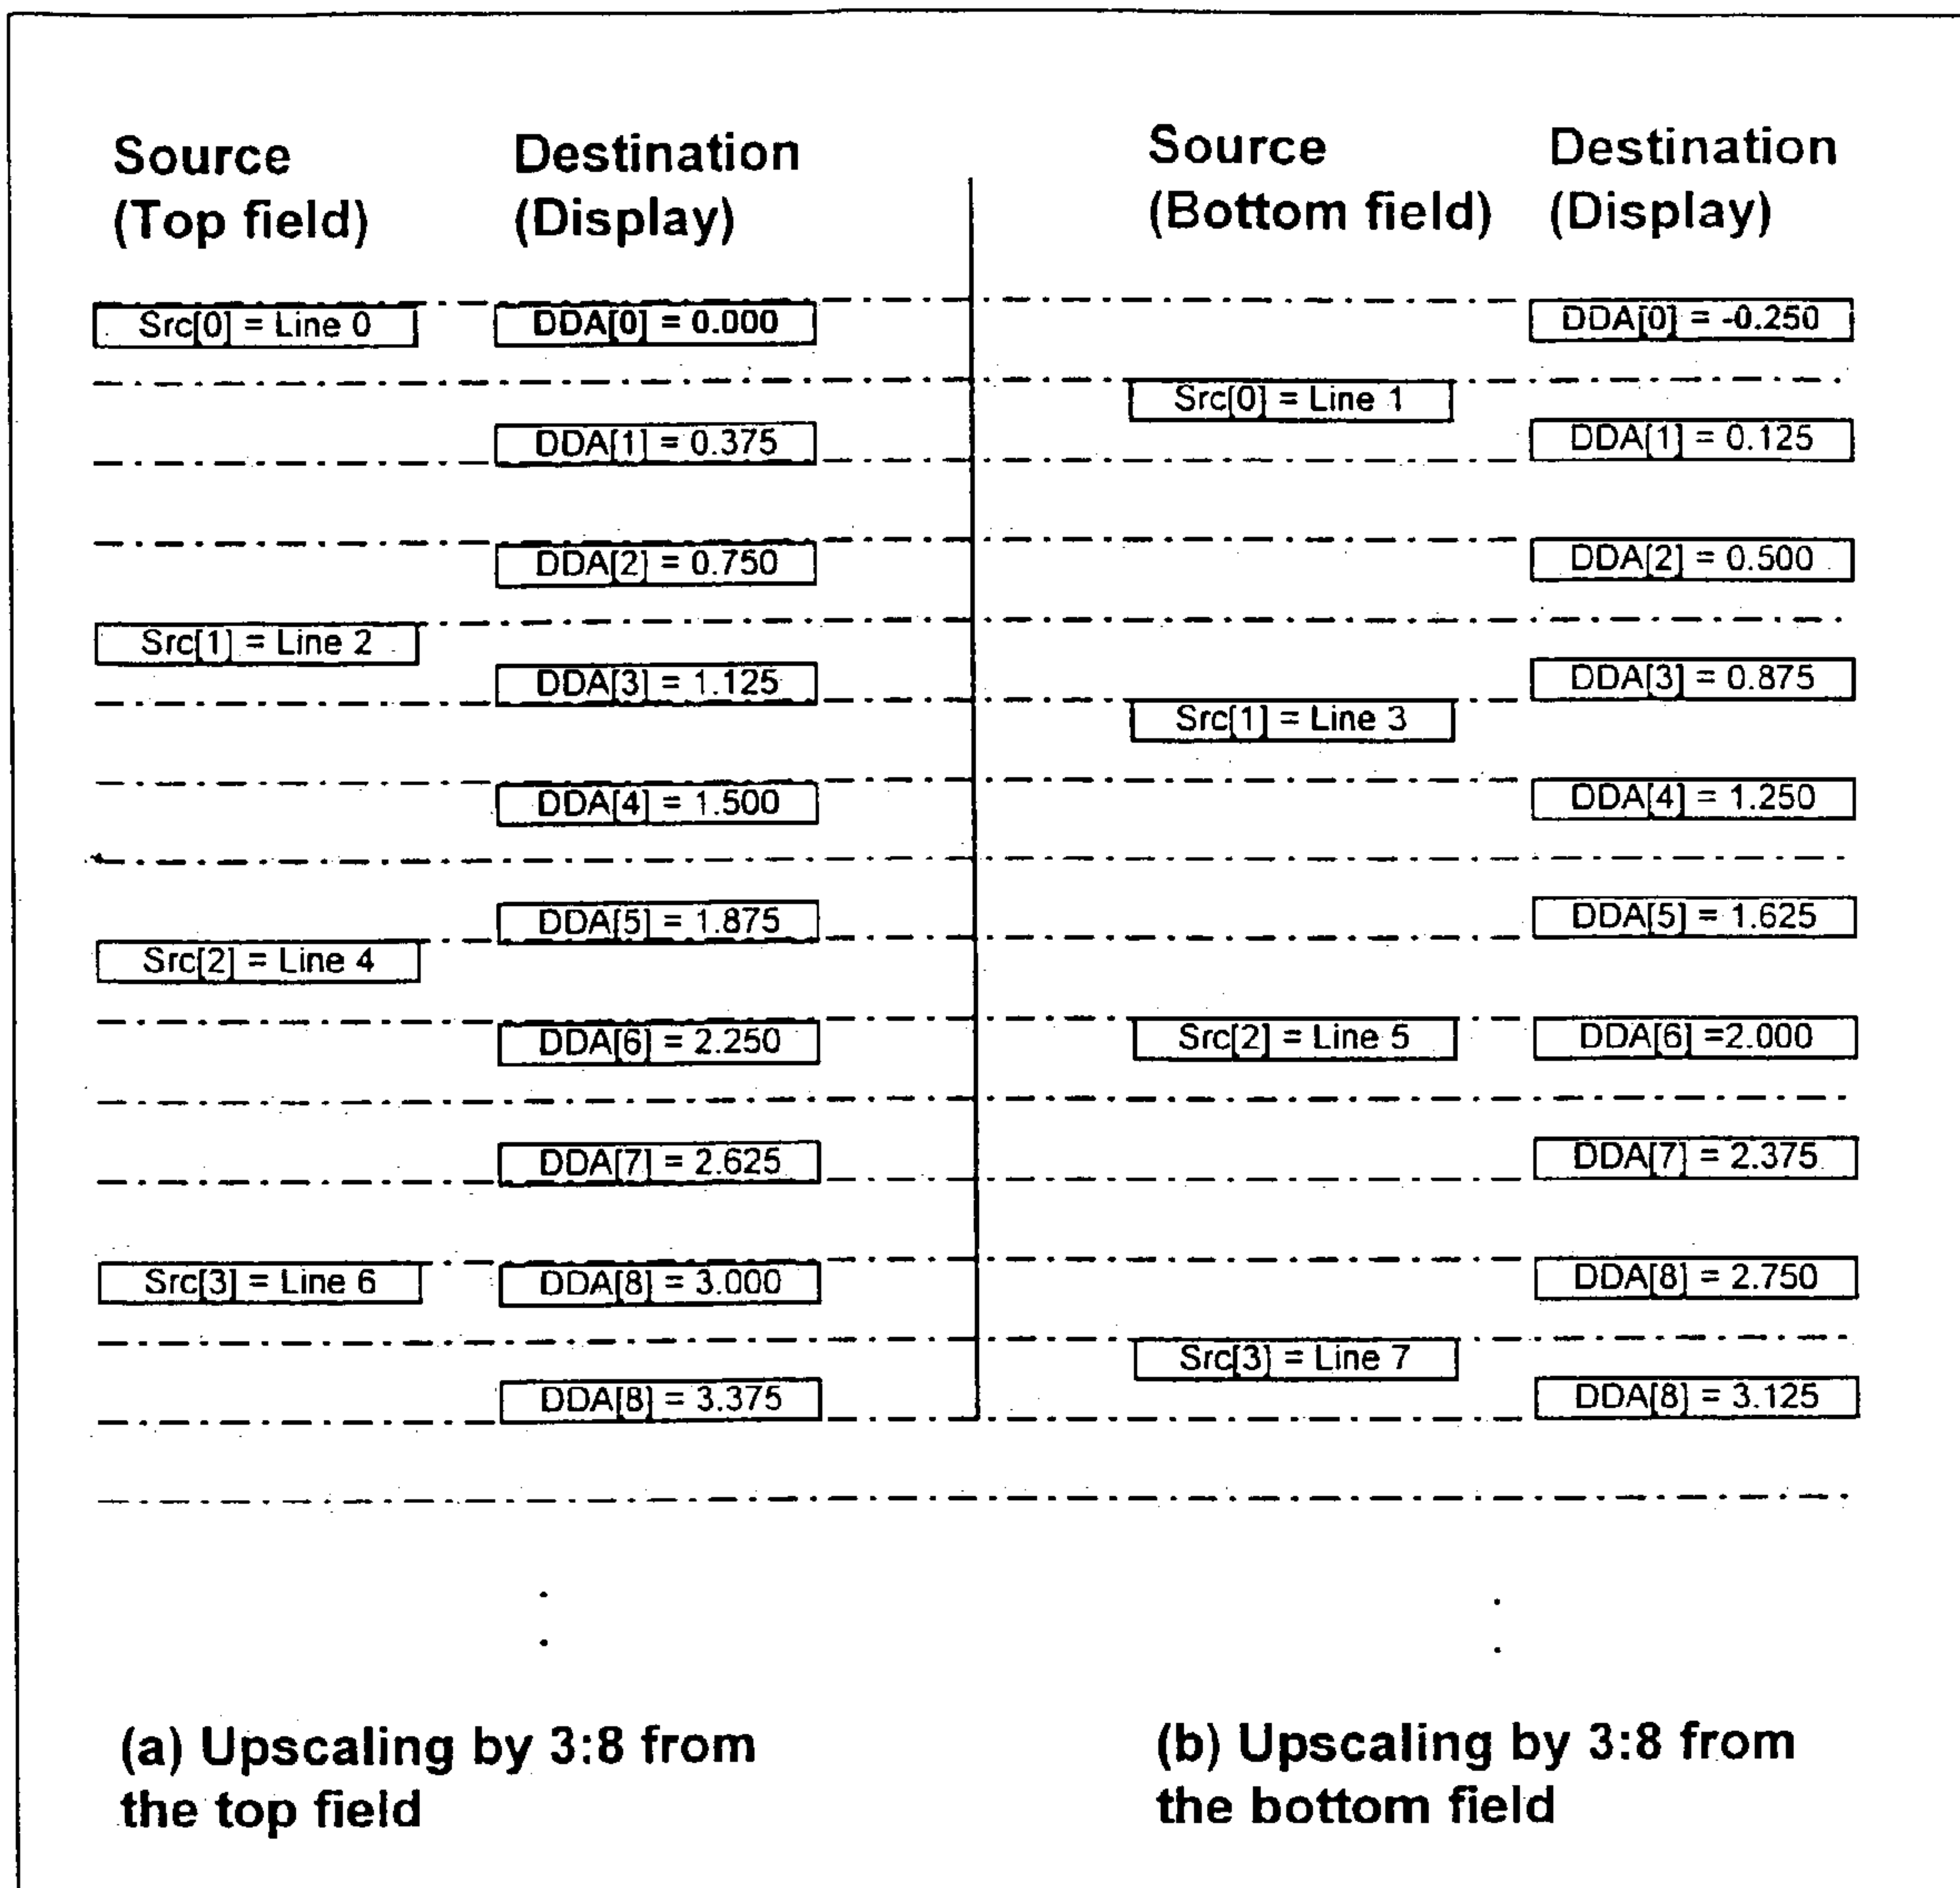 Source
(Top field)
Destination
(Display)
Src[0] = Line 0
DDA[0] = 0.000
DDA[1] = 0.375
DDA[2] = 0.750
Src[1] = Line 2
DDA[3] = 1.125
DDA[4] = 1.500
DDA[5] = 1.875
Src[2] = Line 4
DDA[6] = 2.250
DDA[7] = 2.625
Src[3] = Line 6
DDA[8] = 3.000
DDA[8] = 3.375
(a) Upscaling by 3:8 from
the top field
Source
(Bottom field)
Destination
(Display)
DDA[0] = -0.250
Src[0] = Line 1
DDA[1] = 0.125
DDA[2] = 0.500
DDA[3] = 0.875
Src[1] = Line 3
DDA[4] = 1.250
DDA[5] = 1.625
Src[2] = Line 5
DDA[6] =2.000
DDA[7] = 2.375
DDA[8] = 2.750
Src[3] = Line 7
DDA[8] = 3.125
(b) Upscaling by 3:8 from
the bottom field